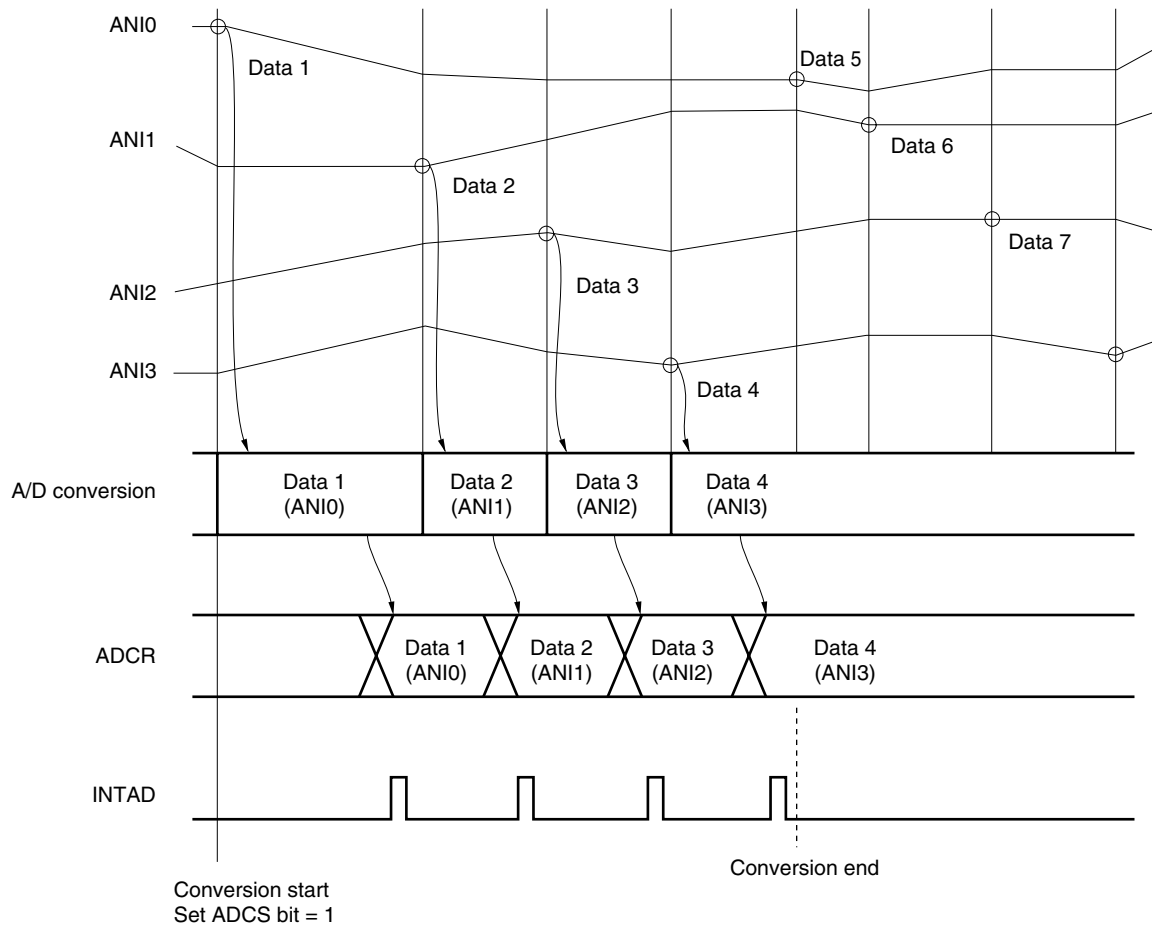 ANI0
Data 1
Data 5
ANI1
Data 6
Data 2
Data 7
ANI2
Data 3
ANI3
Data 4
A/D conversion
Data 1
(ANI0)
Data 2
(ANI1)
Data 3
(ANI2)
Data 4
(ANI3)
ADCR
Data 1
(ANI0)
Data 2
(ANI1)
Data 3
(ANI2)
Data 4
(ANI3)
INTAD
Conversion end
Conversion start
Set ADCS bit = 1